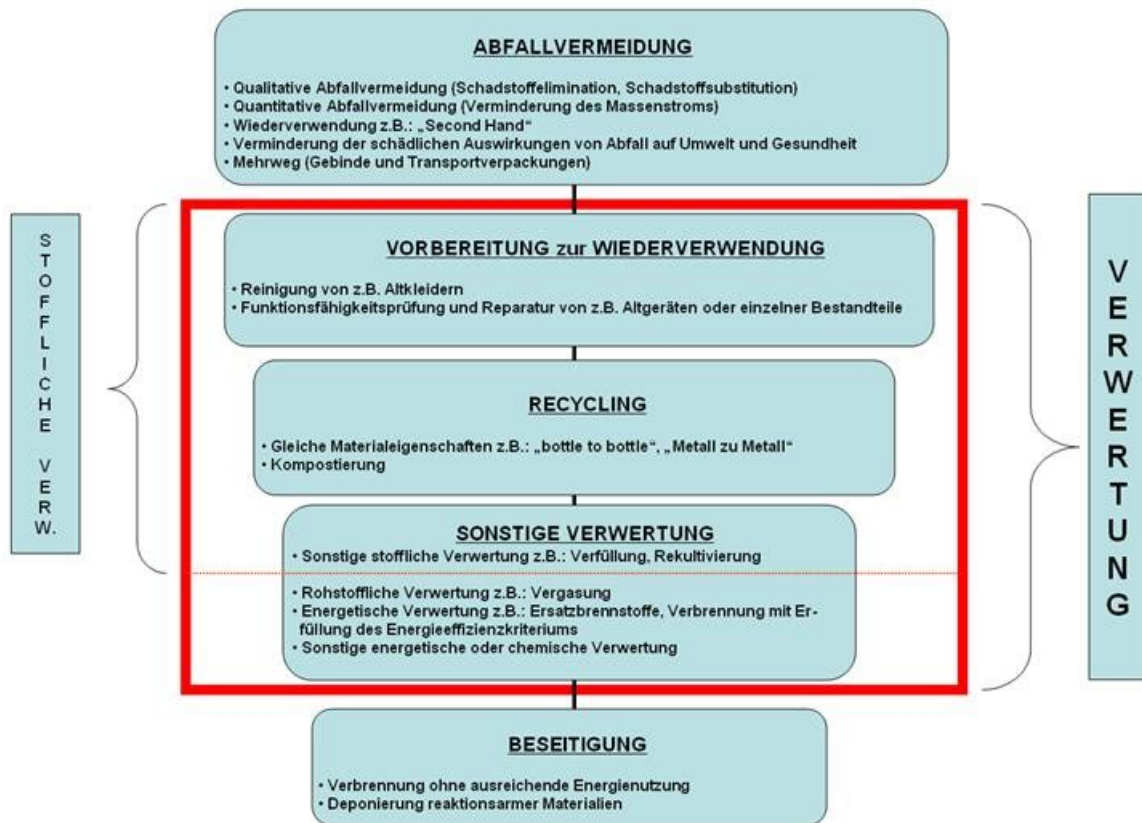 ABFALLVERMEIDUNG
• Qualitative Abfallvermeidung (Schadstoffelimination, Schadstoffsubstitution)
• Quantitative Abfallvermeidung (Verminderung des Massenstroms)
• Wiederverwendung z.B.: „Second Hand“
• Verminderung der schädlichen Auswirkungen von Abfall auf Umwelt und Gesundheit
• Mehrweg (Gebinde und Transportverpackungen)
STOFFLICHE VERW.
VORBEREITUNG zur WIEDERVERWENDUNG
• Reinigung von z.B. Altkleidern
• Funktionsfähigkeitsprüfung und Reparatur von z.B. Altgeräten oder einzelner Bestandteile
RECYCLING
• Gleiche Materialeigenschaften z.B.: „bottle to bottle“, „Metall zu Metall“
• Kompostierung
SONSTIGE VERWERTUNG
• Sonstige stoffliche Verwertung z.B.: Verfüllung, Rekultivierung
• Rohstoffliche Verwertung z.B.: Vergasung
• Energetische Verwertung z.B.: Ersatzbrennstoffe, Verbrennung mit Er-
füllung des Energieeffizienzkriteriums
• Sonstige energetische oder chemische Verwertung
VERWERTUNG
BESEITIGUNG
• Verbrennung ohne ausreichende Energienutzung
• Deponierung reaktionsarmer Materialien